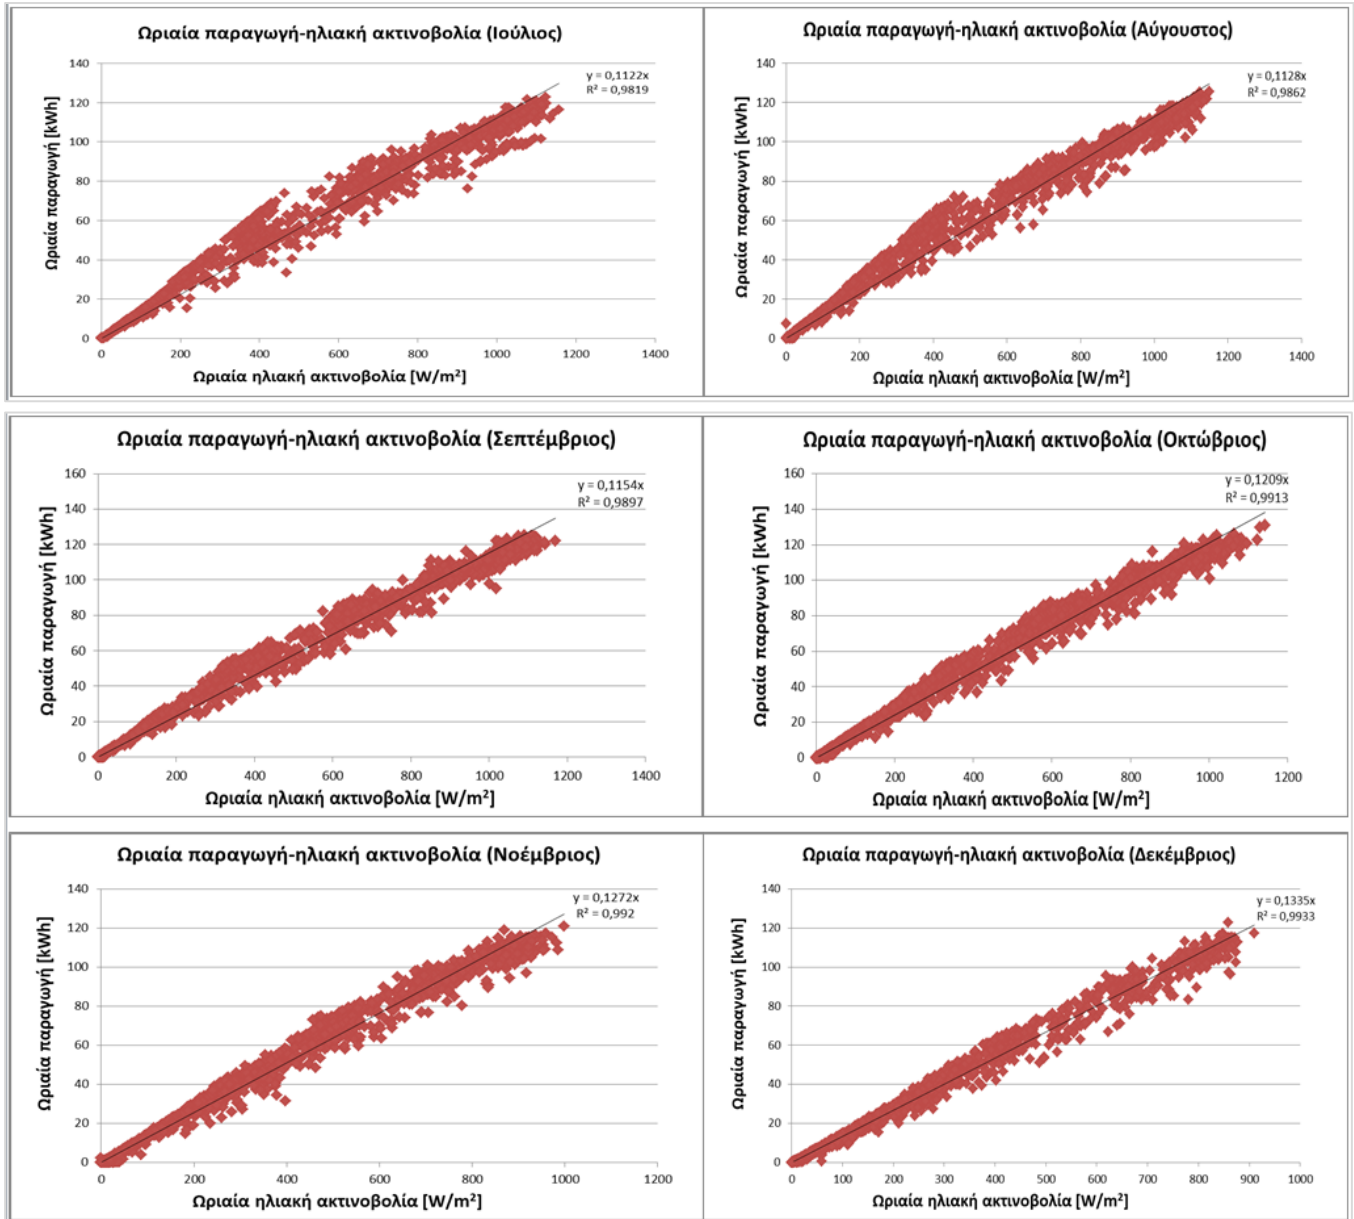 Ωριαία παραγωγή-ηλιακή ακτινοβολία (Ιούλιος)
y = 0,1122x
R² = 0,9819
Ωριαία παραγωγή [kWh]
140
120
100
80
60
40
20
0
0 200 400 600 800 1000 1200 1400
Ωριαία ηλιακή ακτινοβολία [W/m²]
Ωριαία παραγωγή-ηλιακή ακτινοβολία (Αύγουστος)
y = 0,1128x
R² = 0,9862
Ωριαία παραγωγή [kWh]
140
120
100
80
60
40
20
0
0 200 400 600 800 1000 1200 1400
Ωριαία ηλιακή ακτινοβολία [W/m²]
Ωριαία παραγωγή-ηλιακή ακτινοβολία (Σεπτέμβριος)
y = 0,1154x
R² = 0,9897
Ωριαία παραγωγή [kWh]
160
140
120
100
80
60
40
20
0
0 200 400 600 800 1000 1200 1400
Ωριαία ηλιακή ακτινοβολία [W/m²]
Ωριαία παραγωγή-ηλιακή ακτινοβολία (Οκτώβριος)
y = 0,1209x
R² = 0,9913
Ωριαία παραγωγή [kWh]
160
140
120
100
80
60
40
20
0
0 200 400 600 800 1000 1200
Ωριαία ηλιακή ακτινοβολία [W/m²]
Ωριαία παραγωγή-ηλιακή ακτινοβολία (Νοέμβριος)
y = 0,1272x
R² = 0,992
Ωριαία παραγωγή [kWh]
140
120
100
80
60
40
20
0
0 200 400 600 800 1000 1200
Ωριαία ηλιακή ακτινοβολία [W/m²]
Ωριαία παραγωγή-ηλιακή ακτινοβολία (Δεκέμβριος)
y = 0,1335x
R² = 0,9933
Ωριαία παραγωγή [kWh]
140
120
100
80
60
40
20
0
0 100 200 300 400 500 600 700 800 900 1000
Ωριαία ηλιακή ακτινοβολία [W/m²]